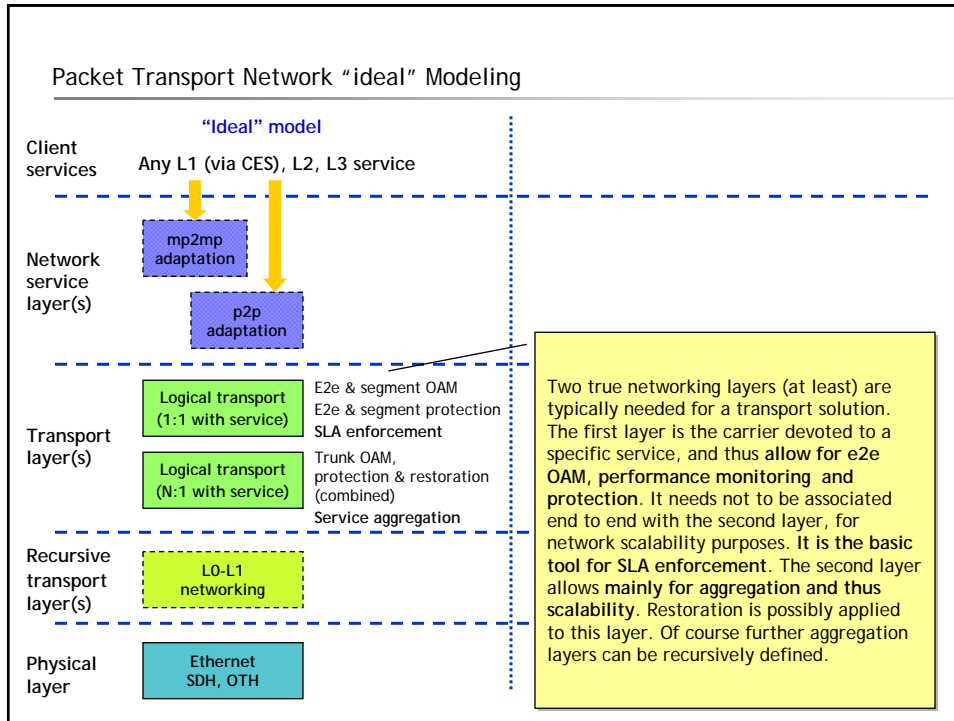 Packet Transport Network “ideal” Modeling
“Ideal” model
Client
services
Any L1 (via CES), L2, L3 service
Network
service
layer(s)
mp2mp
adaptation
p2p
adaptation
Transport
layer(s)
Logical transport
(1:1 with service)
E2e & segment OAM
E2e & segment protection
SLA enforcement
Logical transport
(N:1 with service)
Trunk OAM,
protection & restoration
(combined)
Service aggregation
Two true networking layers (at least) are
typically needed for a transport solution.
The first layer is the carrier devoted to a
specific service, and thus allow for e2e
OAM, performance monitoring and
protection. It needs not to be associated
end to end with the second layer, for
network scalability purposes. It is the basic
tool for SLA enforcement. The second layer
allows mainly for aggregation and thus
scalability. Restoration is possibly applied
to this layer. Of course further aggregation
layers can be recursively defined.
Recursive
transport
layer(s)
L0-L1
networking
Physical
layer
Ethernet
SDH, OTH